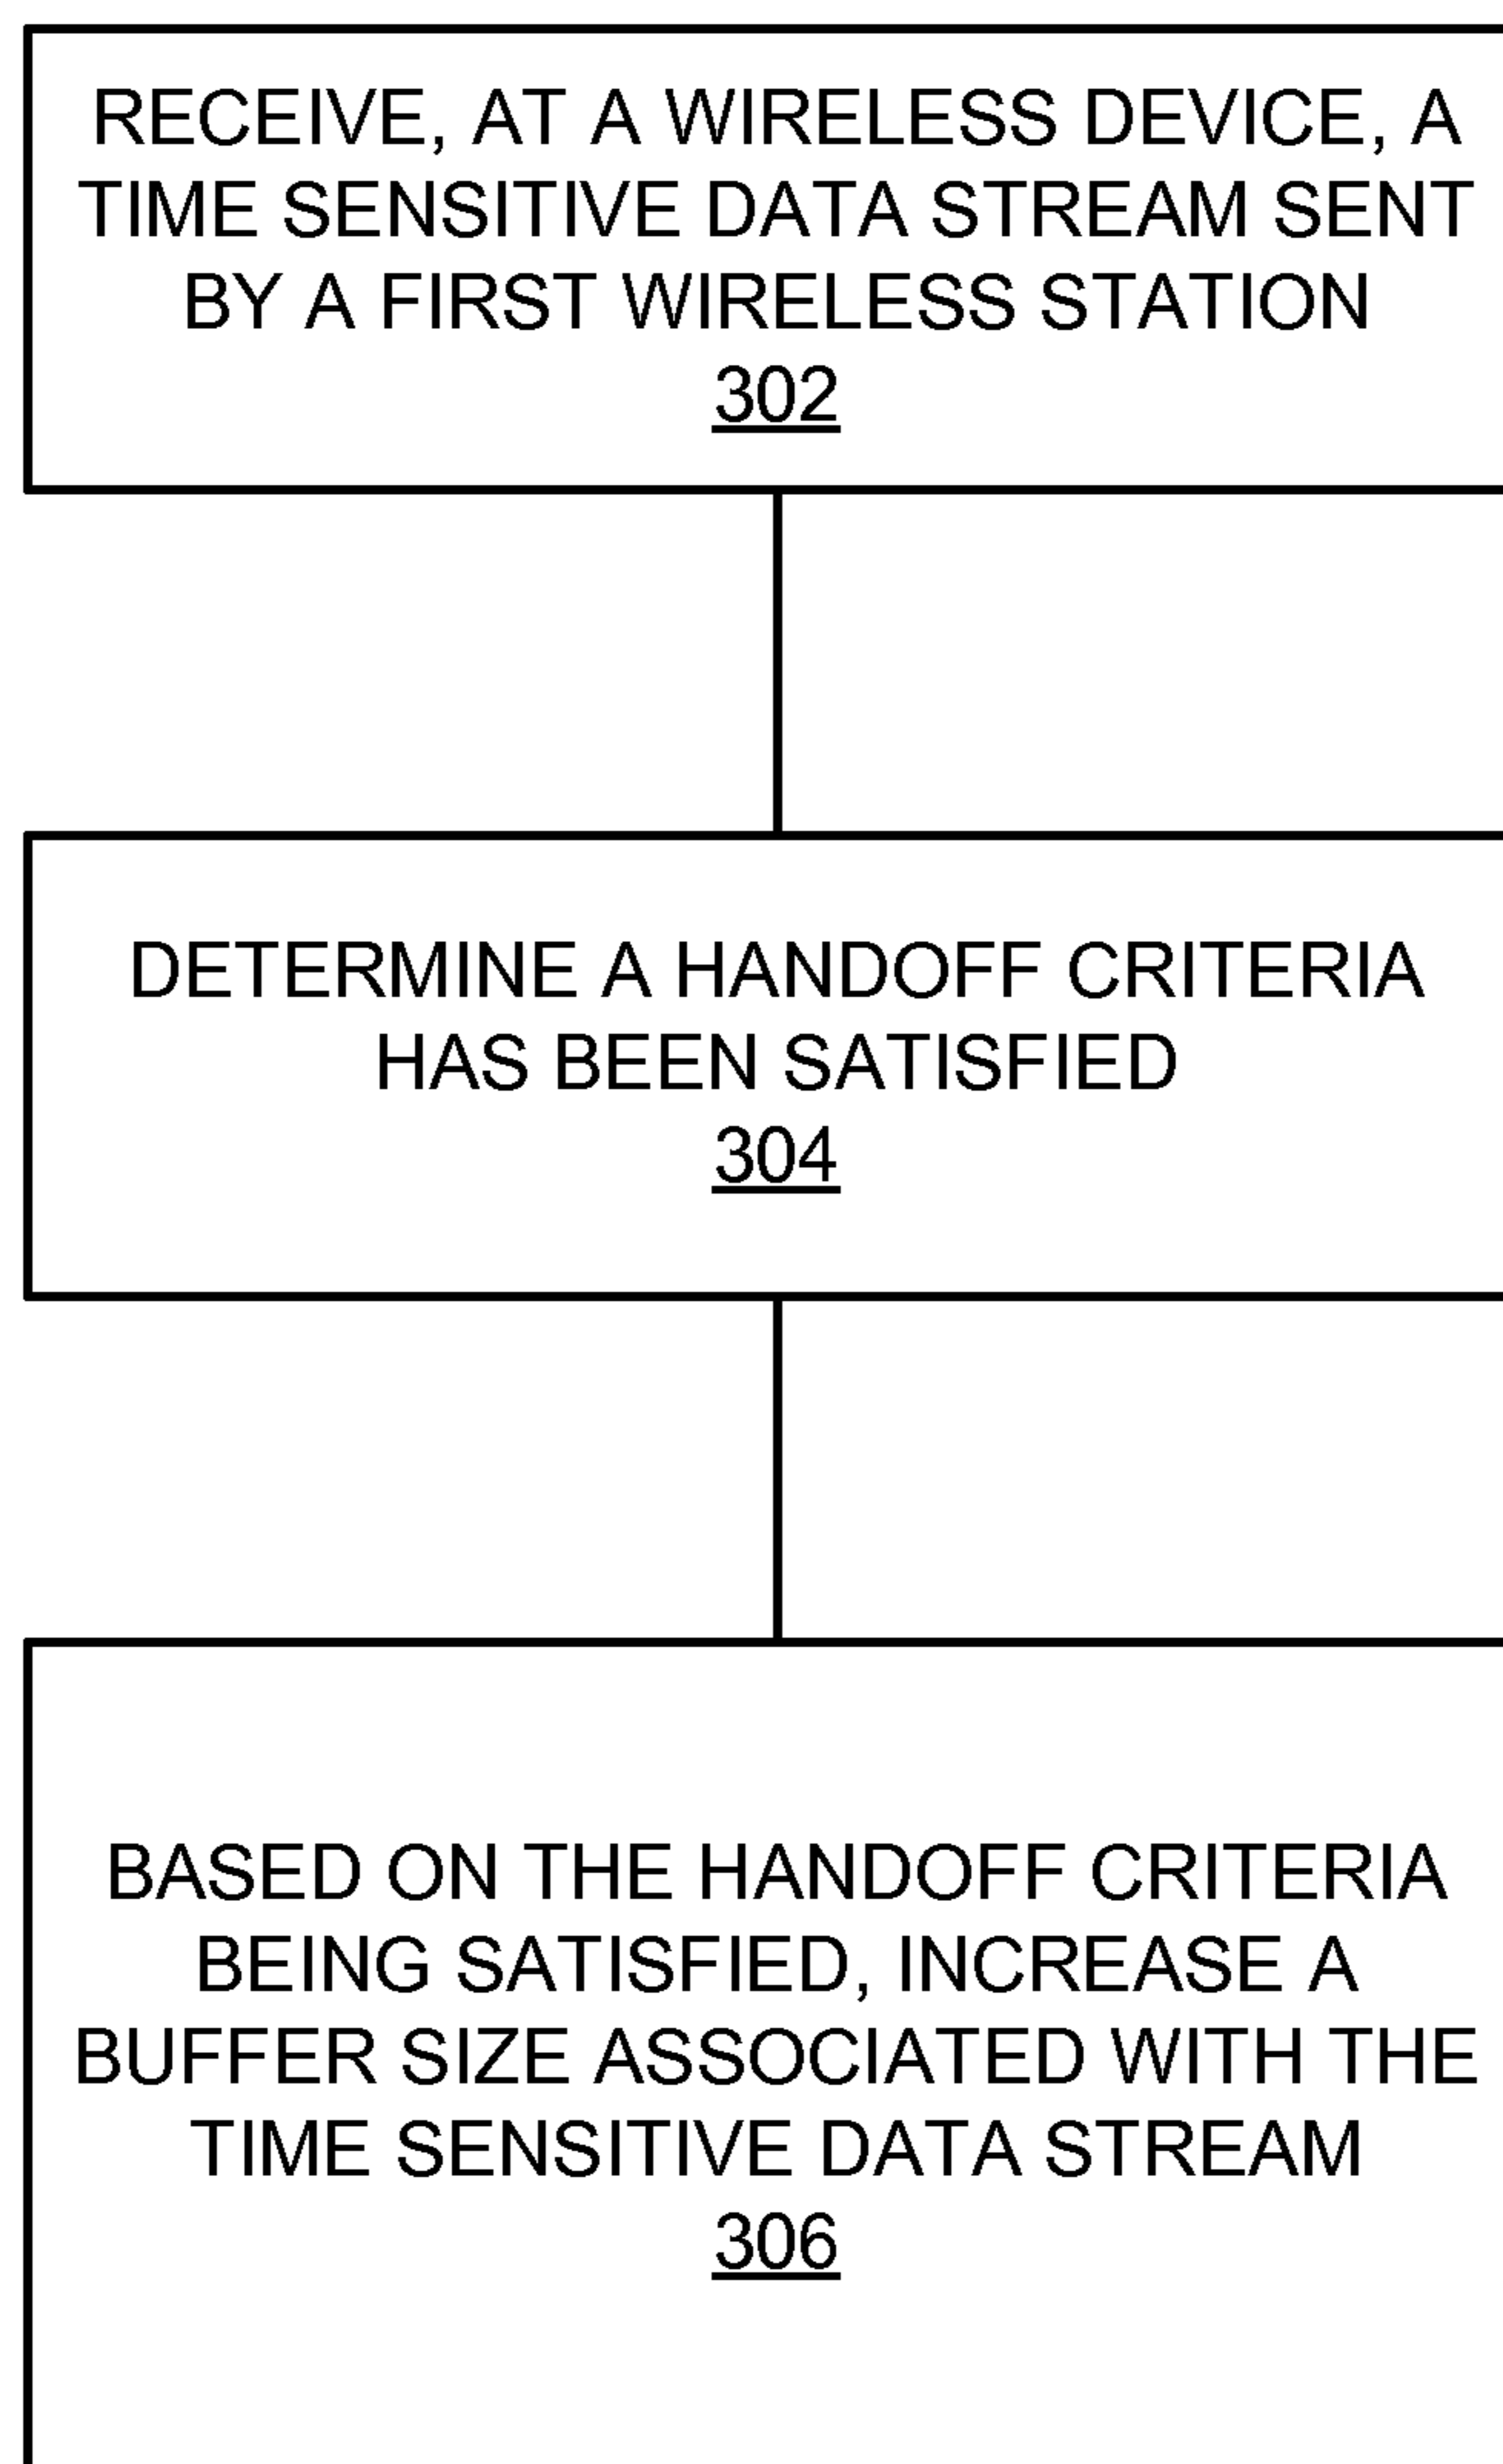 RECEIVE, AT A WIRELESS DEVICE, A
TIME SENSITIVE DATA STREAM SENT
BY A FIRST WIRELESS STATION
302
DETERMINE A HANDOFF CRITERIA
HAS BEEN SATISFIED
304
BASED ON THE HANDOFF CRITERIA
BEING SATISFIED, INCREASE A
BUFFER SIZE ASSOCIATED WITH THE
TIME SENSITIVE DATA STREAM
306